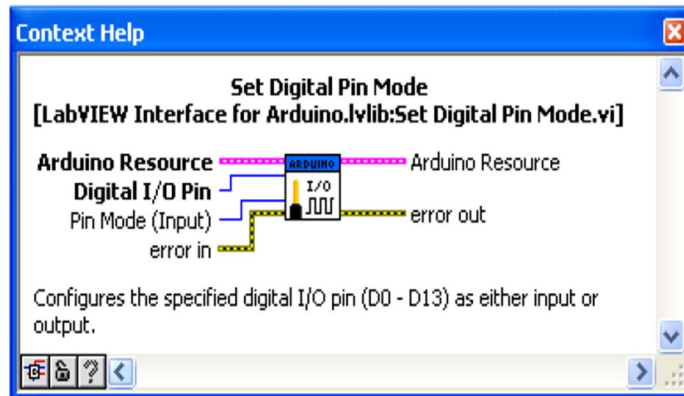 Context Help
Set Digital Pin Mode
[LabVIEW Interface for Arduino.lvlib:Set Digital Pin Mode.vi]
Arduino Resource
ARDUINO
Arduino Resource
Digital I/O Pin
I/O
Pin Mode (Input)
error out
error in
Configures the specified digital I/O pin (D0 - D13) as either input or
output.